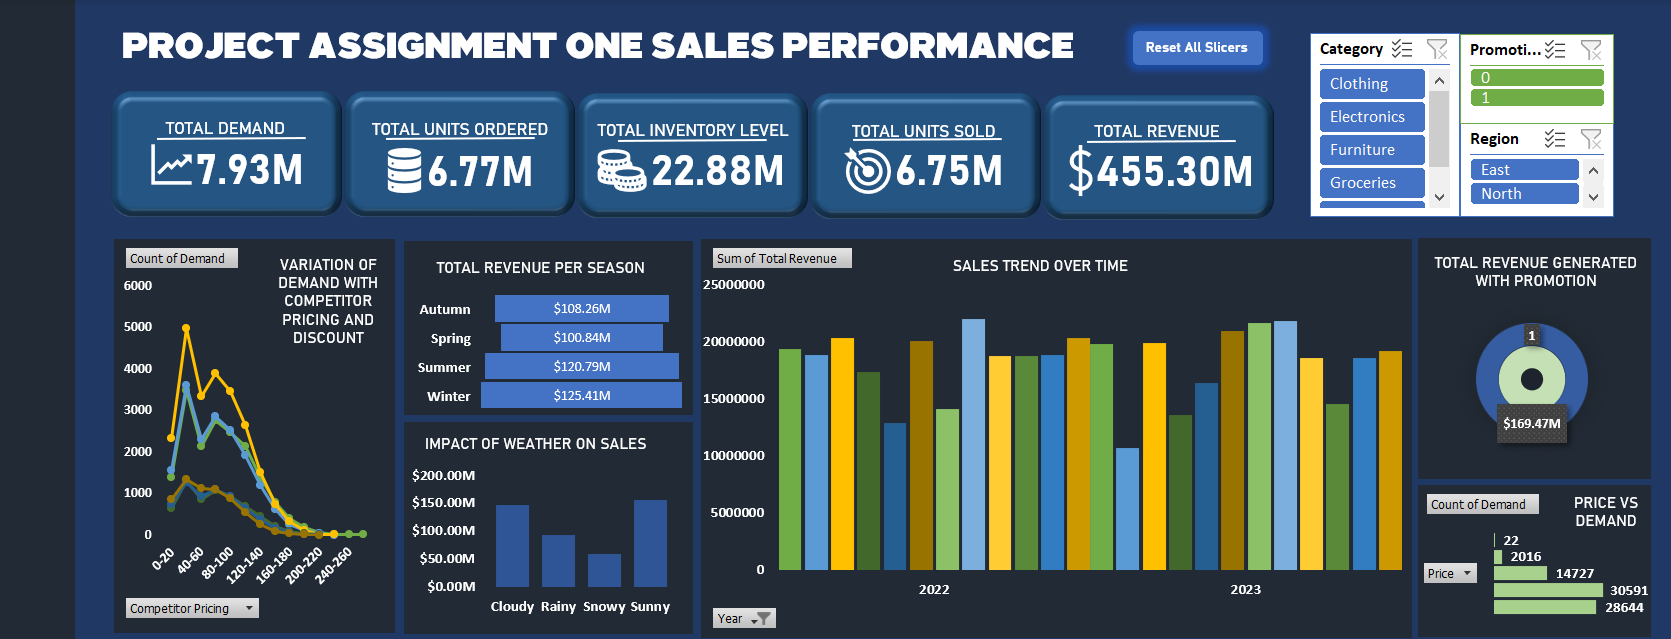 PROJECT ASSIGNMENT ONE SALES PERFORMANCE
Reset All Slicers
Category
Clothing
Electronics
Furniture
Groceries
Promoti...
0
1
Region
East
North
TOTAL DEMAND
7.93M
TOTAL UNITS ORDERED
6.77M
TOTAL INVENTORY LEVEL
22.88M
TOTAL UNITS SOLD
6.75M
TOTAL REVENUE
$455.30M
Count of Demand
VARIATION OF
DEMAND WITH
COMPETITOR
PRICING AND
DISCOUNT
6000
5000
4000
3000
2000
1000
0
0-20
40-60
80-100
120-140
160-180
200-220
240-260
Competitor Pricing
TOTAL REVENUE PER SEASON
Autumn $108.26M
Spring $100.84M
Summer $120.79M
Winter $125.41M
IMPACT OF WEATHER ON SALES
$200.00M
$150.00M
$100.00M
$50.00M
$0.00M
Cloudy Rainy Snowy Sunny
Sum of Total Revenue
SALES TREND OVER TIME
25000000
20000000
15000000
10000000
5000000
0
2022 2023
Year
TOTAL REVENUE GENERATED
WITH PROMOTION
1
$169.47M
Count of Demand
PRICE VS
DEMAND
Price
22
2016
14727
30591
28644